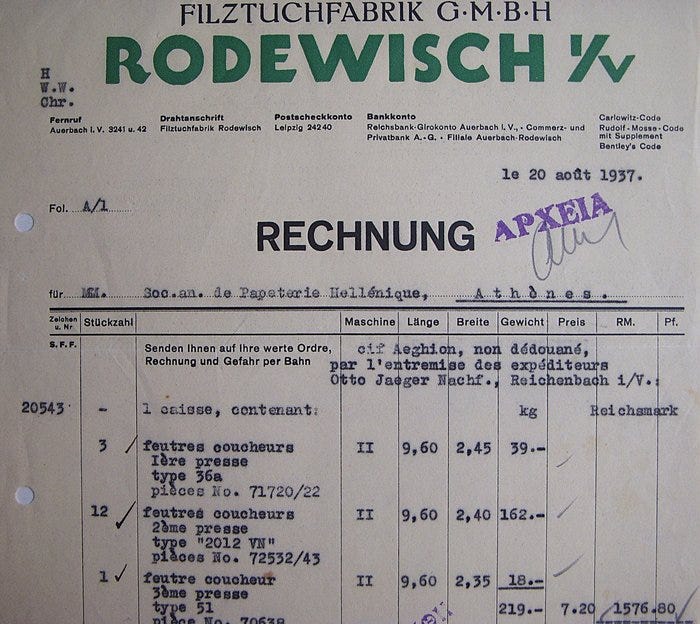 FILZTUCHFABRIK G·M·B·H
RODEWISCH i/v
H
W.W.
Chr.
Fernruf
Auerbach i. V. 3241 u. 42
Drahtanschrift
Filztuchfabrik Rodewisch
Postscheckkonto
Leipzig 24240
Bankkonto
Reichsbank-Girokonto Auerbach i. V., · Commerz- und
Privatbank A.-G. · Filiale Auerbach-Rodewisch
Carlowitz-Code
Rudolf-Mosse-Code
mit Supplement
Bentley's Code
le 20 août 1937.
Fol. A/1
RECHNUNG
ΑΡΧΕΙΑ
für MM. Soc.an. de Papeterie Hellénique, Athènes.
Zeichen u. Nr. Stückzahl Maschine Länge Breite Gewicht Preis RM. Pf.
S.F.F.
Senden Ihnen auf Ihre werte Ordre,
Rechnung und Gefahr per Bahn
cif Aeghion, non dédouané,
par l'entremise des expéditeurs
Otto Jaeger Nachf., Reichenbach i/V.:
20543 - 1 caisse, contenant: kg Reichsmark
3 feutres coucheurs II 9,60 2,45 39.-
1ère presse
type 36a
pièces No. 71720/22
12 feutres coucheurs II 9,60 2,40 162.-
2ème presse
type "2012 VN"
pièces No. 72532/43
1 feutre coucheur II 9,60 2,35 18.-
3ème presse
type 51 219.- 7.20 1576.80
pièce No. 70638